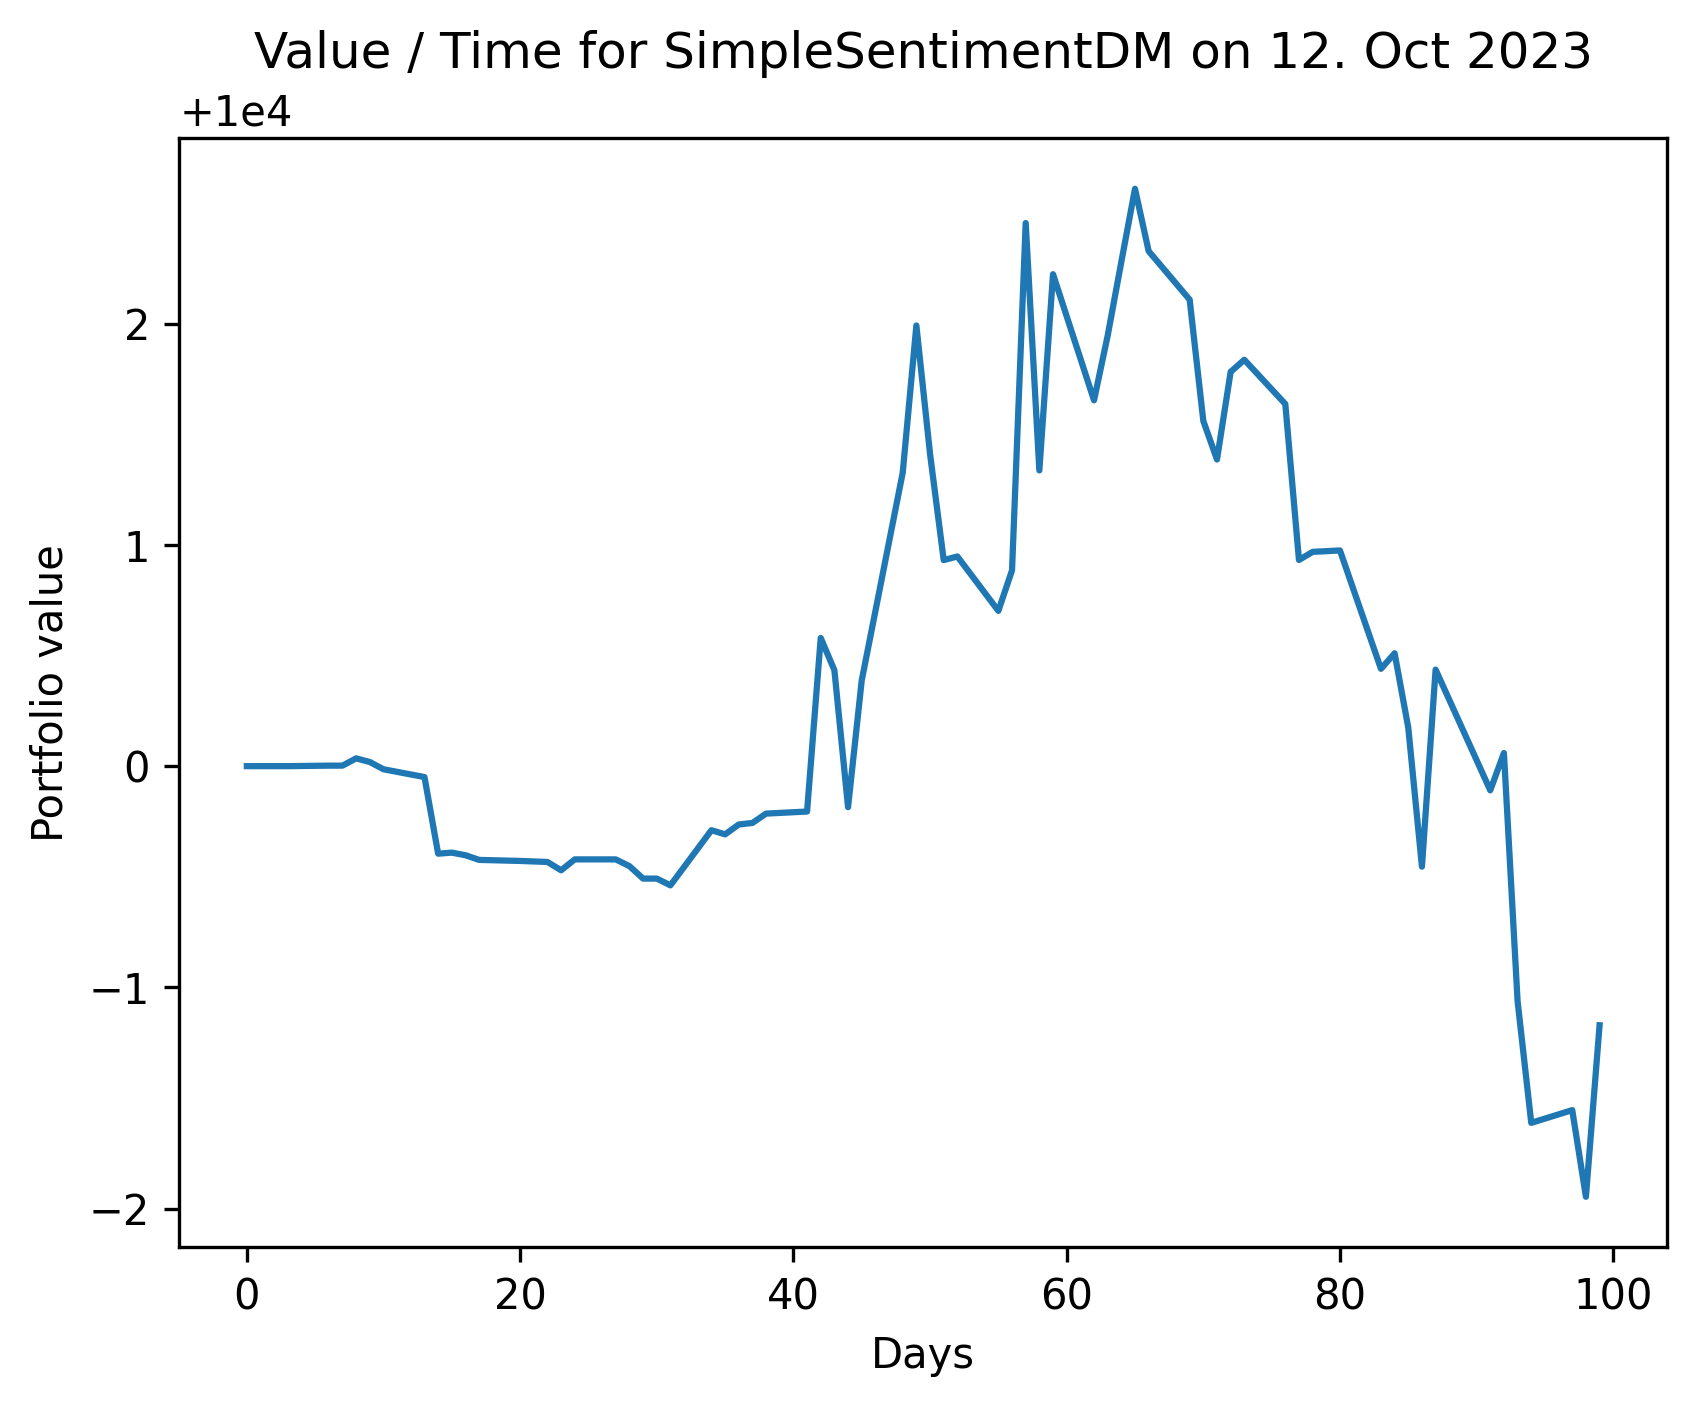 Value / Time for SimpleSentimentDM on 12. Oct 2023
+1e4
2
1
0
−1
−2
Portfolio value
0 20 40 60 80 100
Days